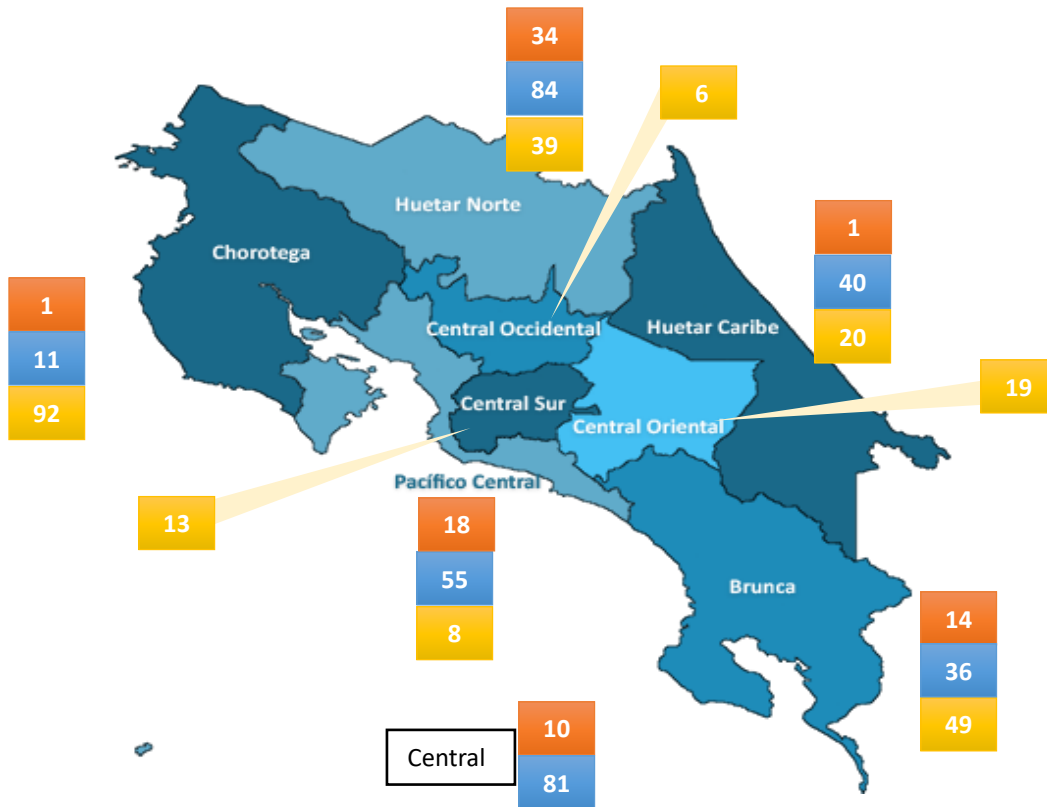 34
84
6
39
Huetar Norte
1
Chorotega
40
1
Central Occidental
Huetar Caribe
20
11
19
92
Central Sur
Central Oriental
Pacífico Central
13
18
55
Brunca
8
14
36
49
10
Central
81